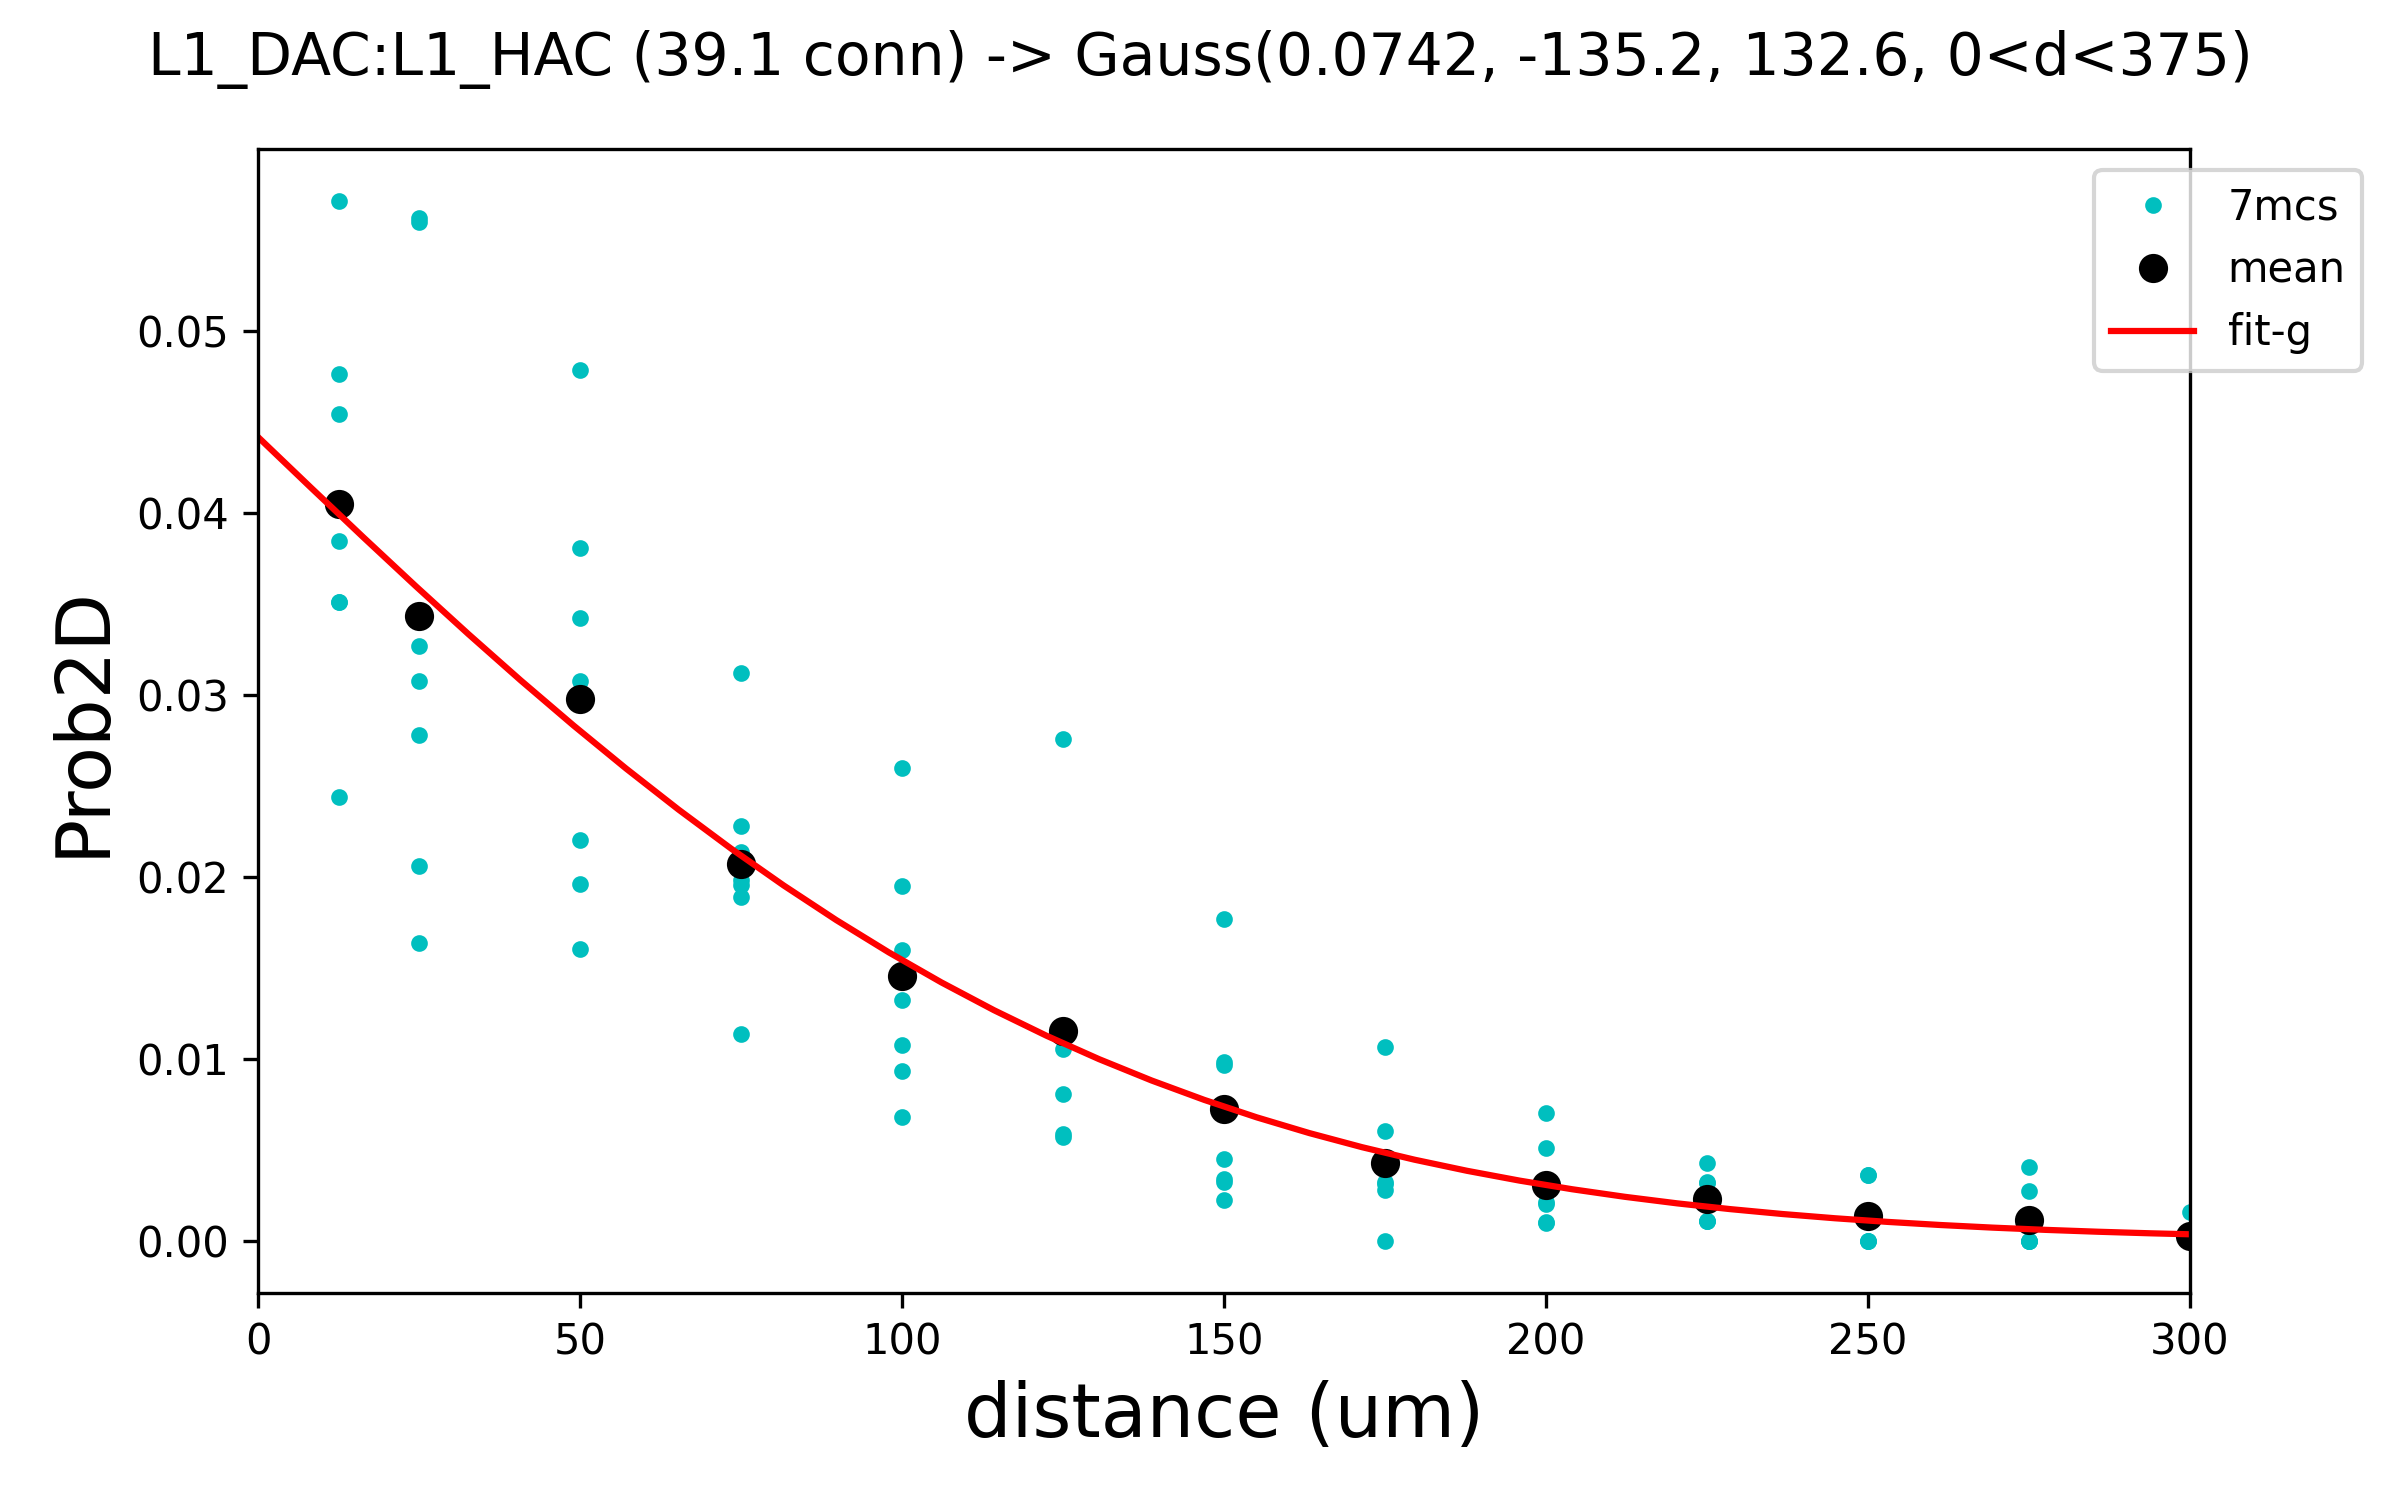 L1_DAC:L1_HAC (39.1 conn) -> Gauss(0.0742, -135.2, 132.6, 0<d<375)
7mcs
mean
fit-g
Prob2D
0.05
0.04
0.03
0.02
0.01
0.00
0 50 100 150 200 250 300
distance (um)